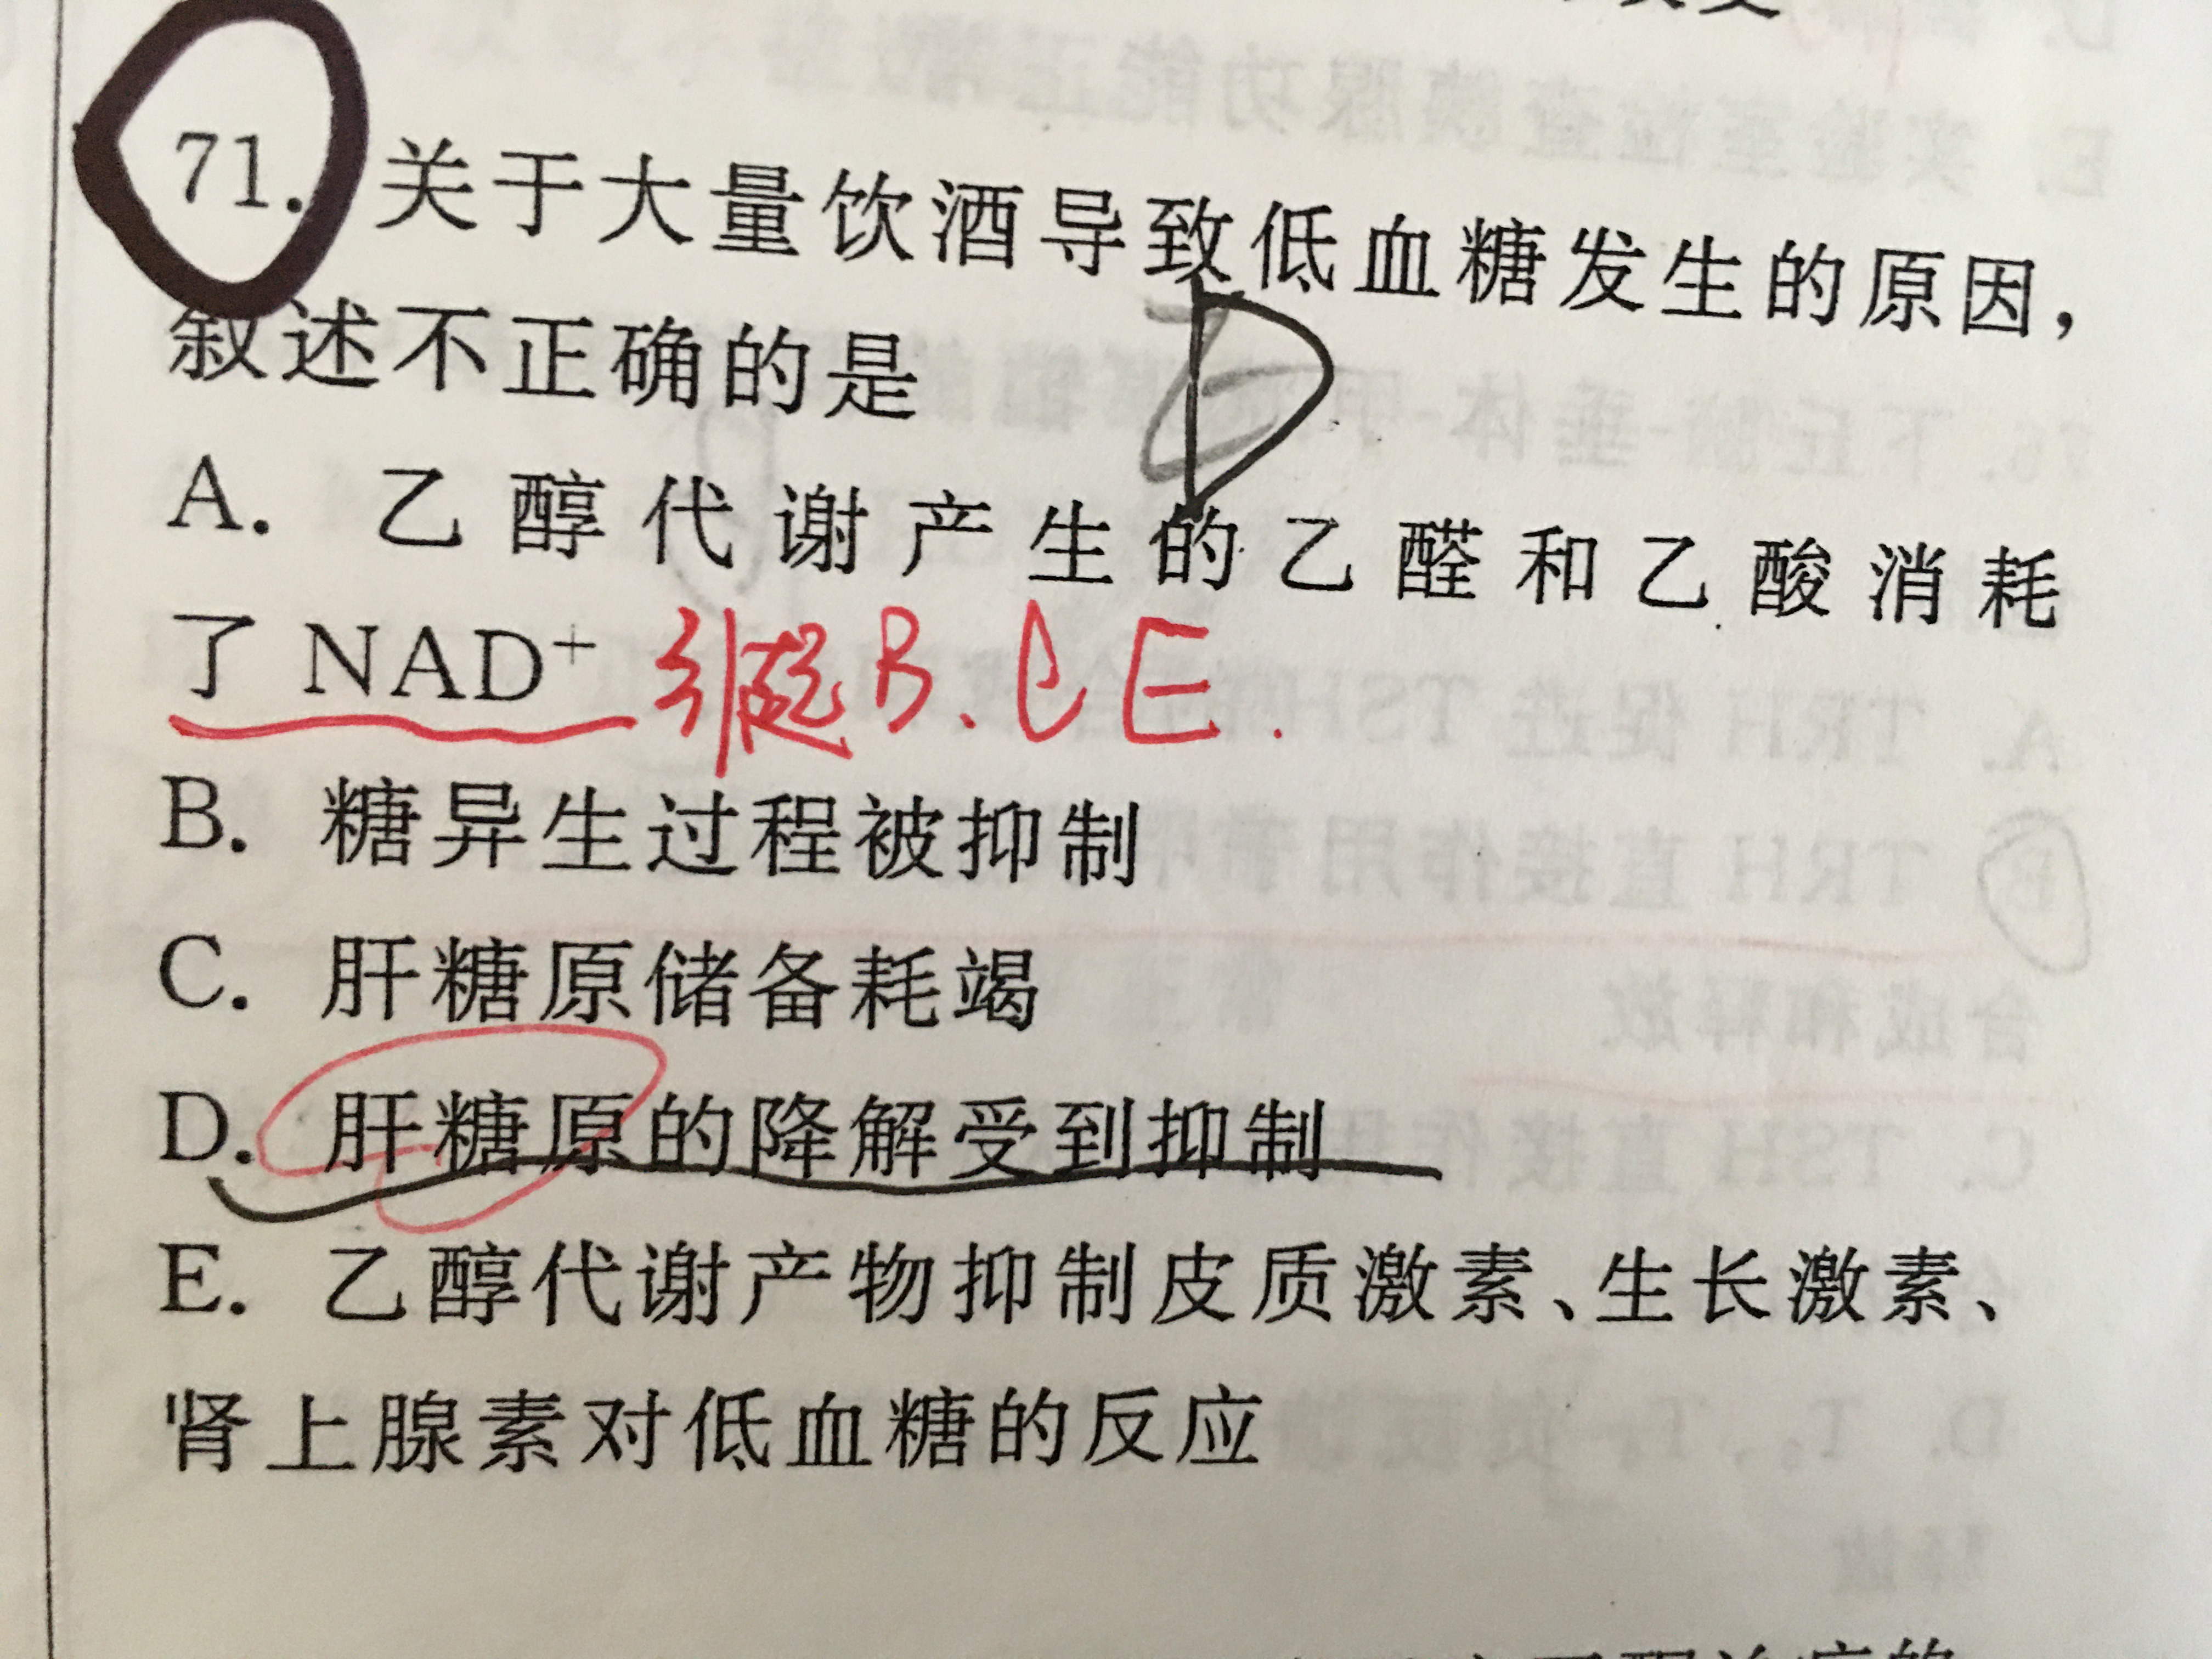 71. 关于大量饮酒导致低血糖发生的原因，
叙述不正确的是
A. 乙醇代谢产生的乙醛和乙酸消耗
了 NAD⁺ 引起 B. C E.
B. 糖异生过程被抑制
C. 肝糖原储备耗竭
D. 肝糖原的降解受到抑制
E. 乙醇代谢产物抑制皮质激素、生长激素、
肾上腺素对低血糖的反应